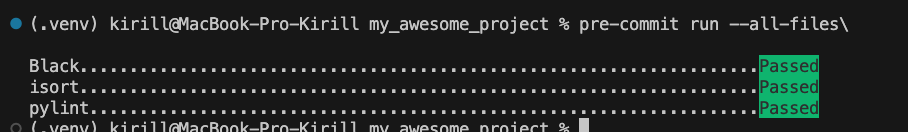 (.venv) kirill@MacBook-Pro-Kirill my_awesome_project % pre-commit run --all-files\
Black....................................................................Passed
isort....................................................................Passed
pylint...................................................................Passed
(.venv) kirill@MacBook-Pro-Kirill my_awesome_project %